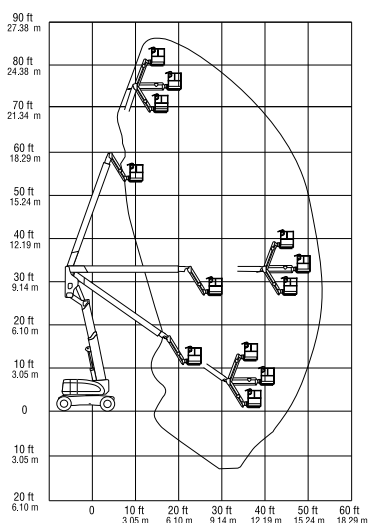 90 ft
27.38 m
80 ft
24.38 m
70 ft
21.34 m
60 ft
18.29 m
50 ft
15.24 m
40 ft
12.19 m
30 ft
9.14 m
20 ft
6.10 m
10 ft
3.05 m
0
10 ft
3.05 m
20 ft
6.10 m
0 10 ft 20 ft 30 ft 40 ft 50 ft 60 ft
3.05 m 6.10 m 9.14 m 12.19 m 15.24 m 18.29 m